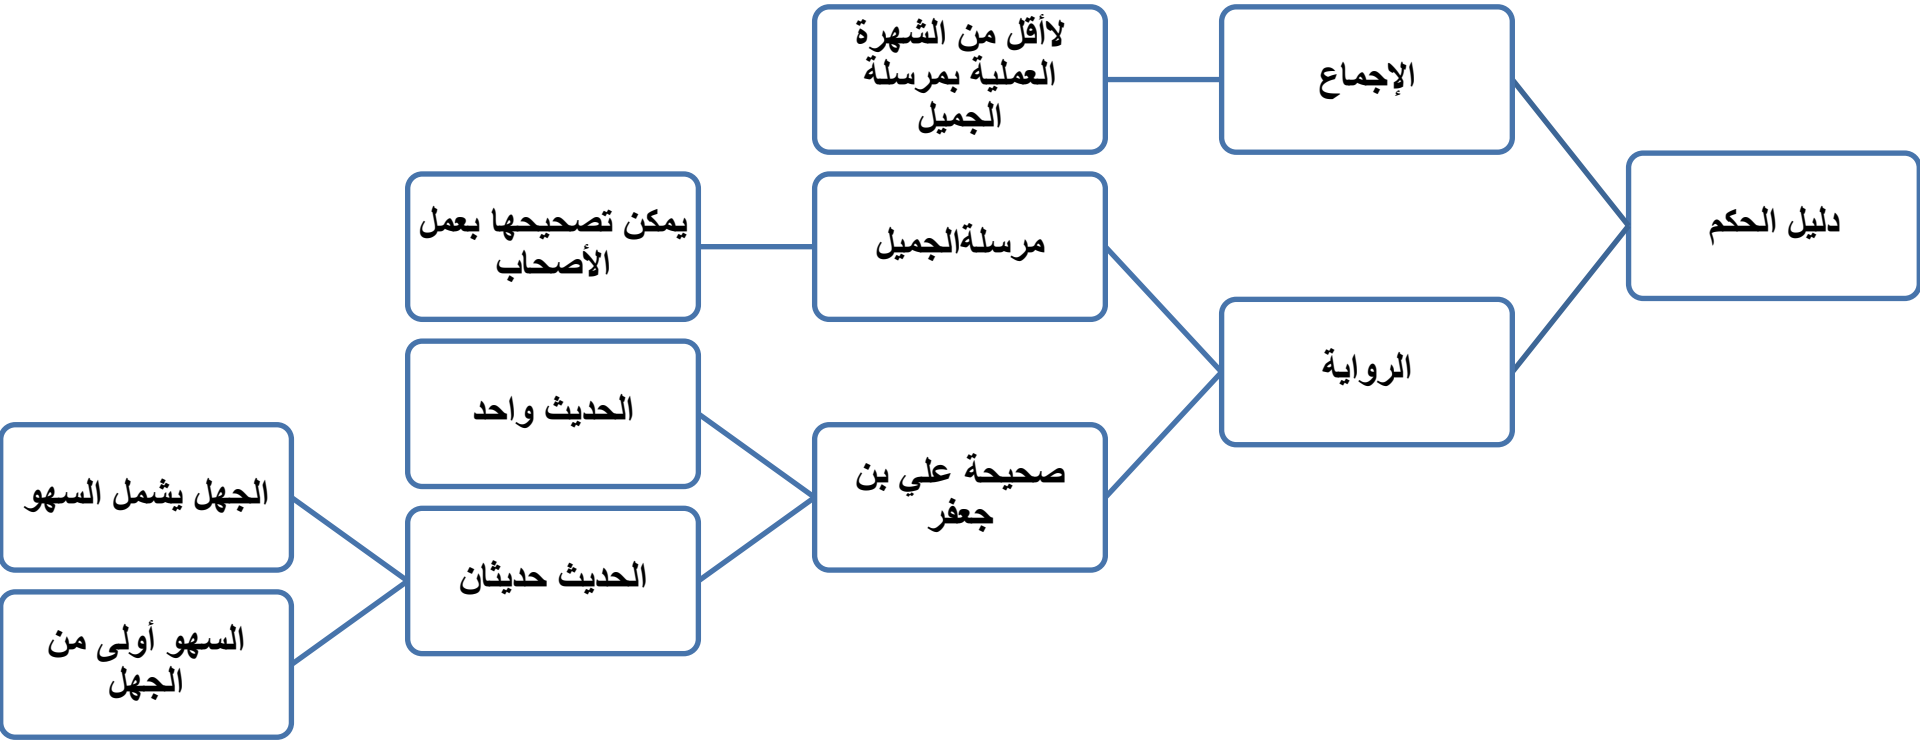 دليل الحكم
الإجماع
لاأقل من الشهرة
العملية بمرسلة
الجميل
الرواية
مرسلةالجميل
يمكن تصحيحها بعمل
الأصحاب
صحيحة علي بن
جعفر
الحديث واحد
الحديث حديثان
الجهل يشمل السهو
السهو أولى من
الجهل